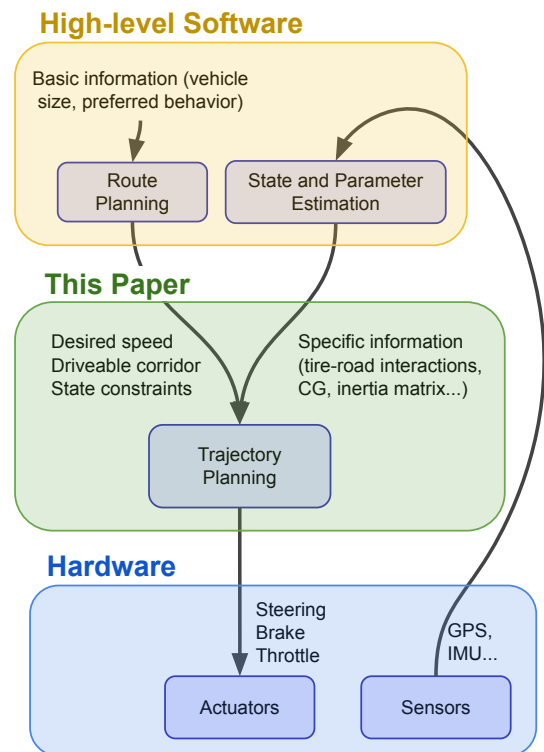 High-level Software
Basic information (vehicle
size, preferred behavior)
Route
Planning
State and Parameter
Estimation
This Paper
Desired speed
Driveable corridor
State constraints
Specific information
(tire-road interactions,
CG, inertia matrix...)
Trajectory
Planning
Hardware
Steering
Brake
Throttle
GPS,
IMU...
Actuators
Sensors